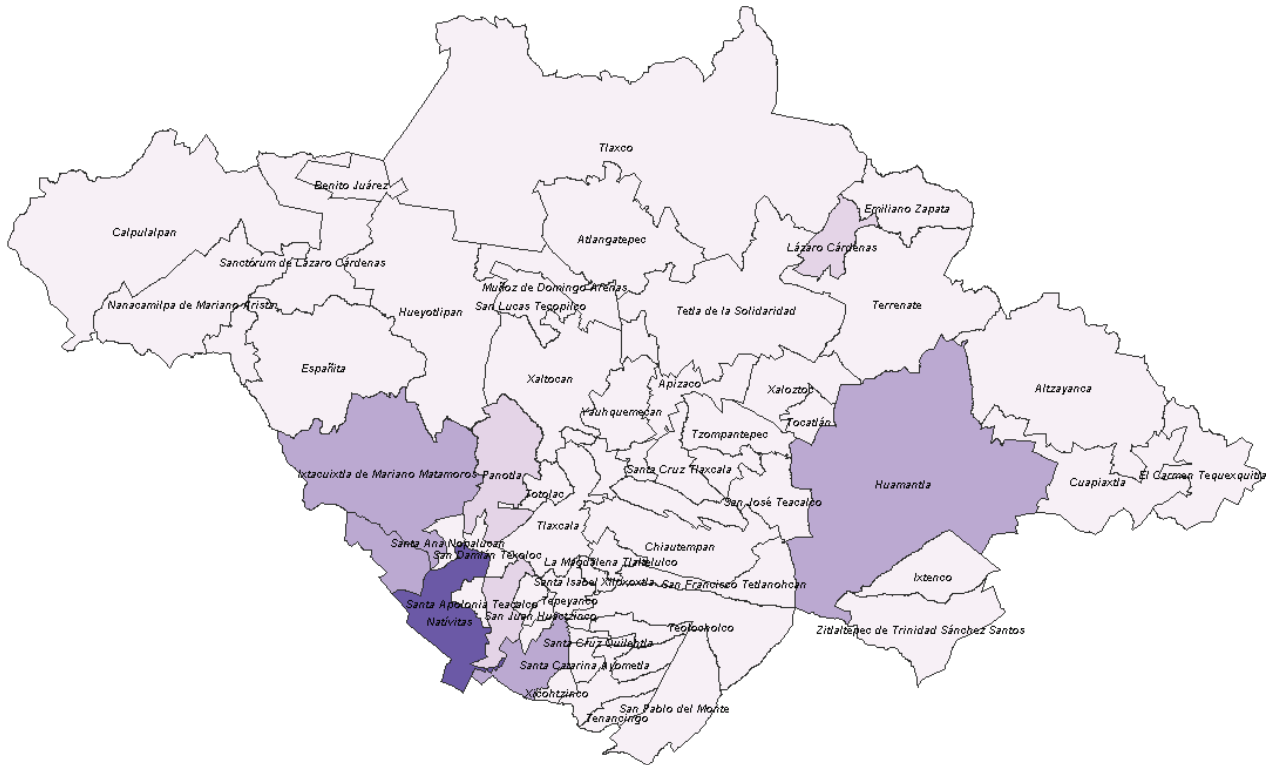 Tlaxco
Benito Juárez
Emiliano Zapata
Calpulalpan
Atlangatepec
Lázaro Cárdenas
Sanctórum de Lázaro Cárdenas
Muñoz de Domingo Arenas
Nanacamilpa de Mariano Arista
San Lucas Tecopilco
Hueyotlipan
Tetla de la Solidaridad
Terrenate
Españita
Xaltocan
Apizaco
Xaloztoc
Altzayanca
Yauhquemecan
Tocatlán
Tzompantepec
Ixtacuixtla de Mariano Matamoros
Panotla
Santa Cruz Tlaxcala
Huamantla
Cuapiaxtla
El Carmen Tequexquitla
Totolac
San José Teacalco
Tlaxcala
Santa Ana Nopalucan
San Damián Texoloc
Chiautempan
La Magdalena Tlaltelulco
Santa Isabel Xiloxoxtla
San Francisco Tetlanohcan
Ixtenco
Santa Apolonia Teacalco
Tepeyanco
San Juan Huactzinco
Nativitas
Teolocholco
Zitlaltepec de Trinidad Sánchez Santos
Santa Cruz Quilehtla
Santa Catarina Ayometla
Xicohtzinco
San Pablo del Monte
Tenancingo